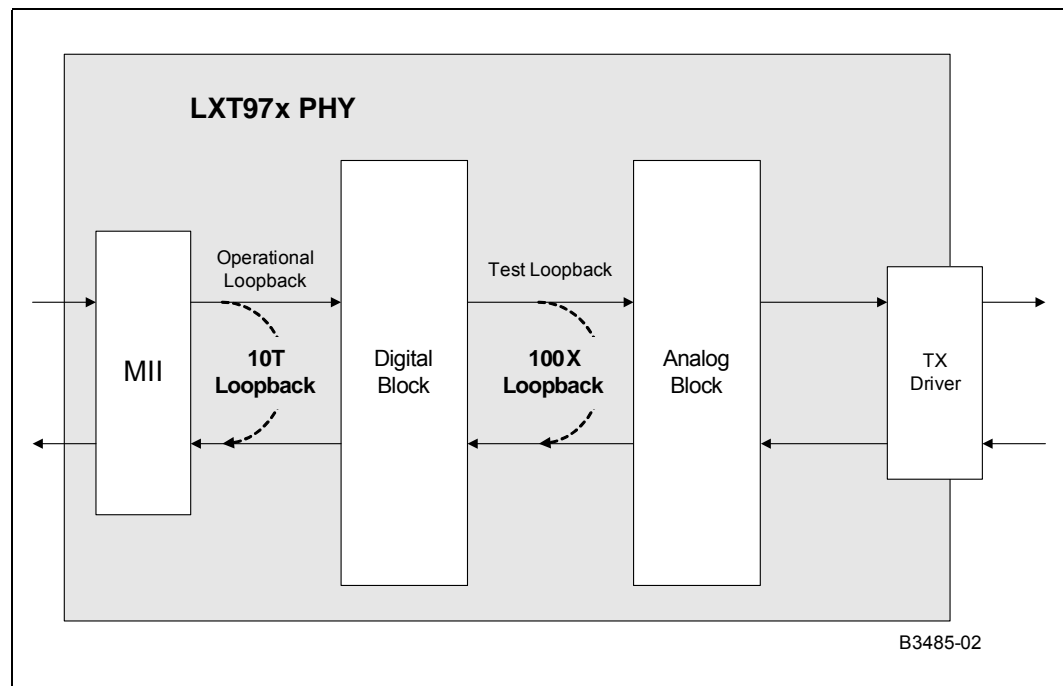 LXT97x PHY
Operational
Loopback
Test Loopback
MII
10T
Loopback
Digital
Block
100X
Loopback
Analog
Block
TX
Driver
B3485-02